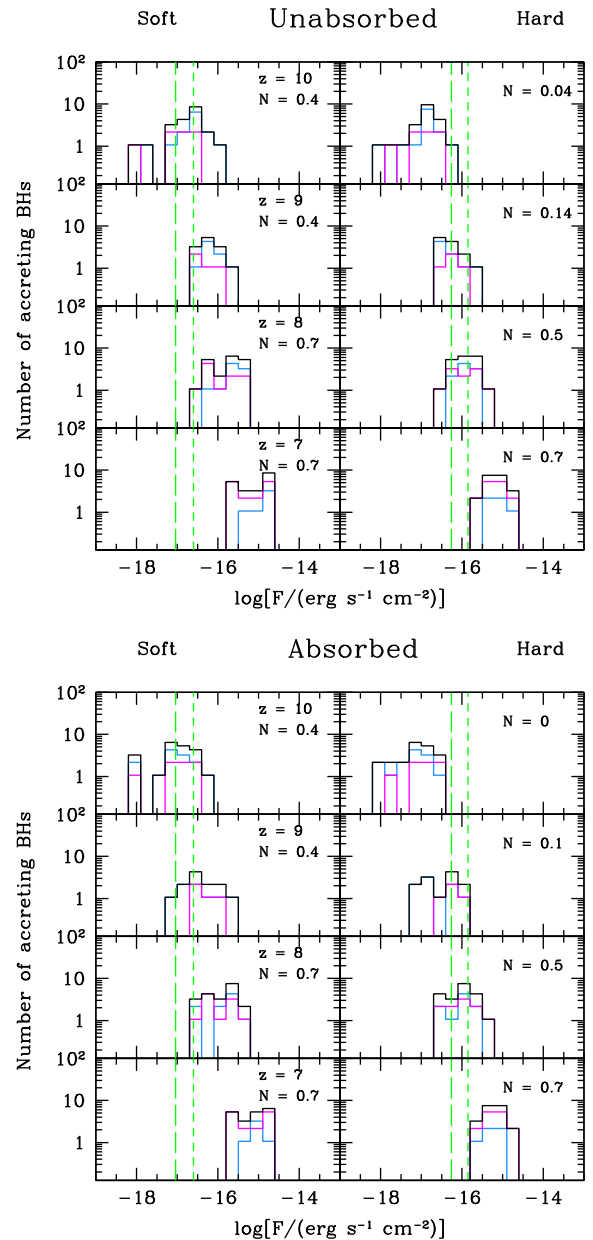 Soft Unabsorbed Hard
Number of accreting BHs
10²
10
1
z = 10
N = 0.4
N = 0.04
10²
10
1
z = 9
N = 0.4
N = 0.14
10²
10
1
z = 8
N = 0.7
N = 0.5
10²
10
1
z = 7
N = 0.7
N = 0.7
−18 −16 −14 −18 −16 −14
log[F/(erg s⁻¹ cm⁻²)]
Soft Absorbed Hard
Number of accreting BHs
10²
10
1
z = 10
N = 0.4
N = 0
10²
10
1
z = 9
N = 0.4
N = 0.1
10²
10
1
z = 8
N = 0.7
N = 0.5
10²
10
1
z = 7
N = 0.7
N = 0.7
−18 −16 −14 −18 −16 −14
log[F/(erg s⁻¹ cm⁻²)]